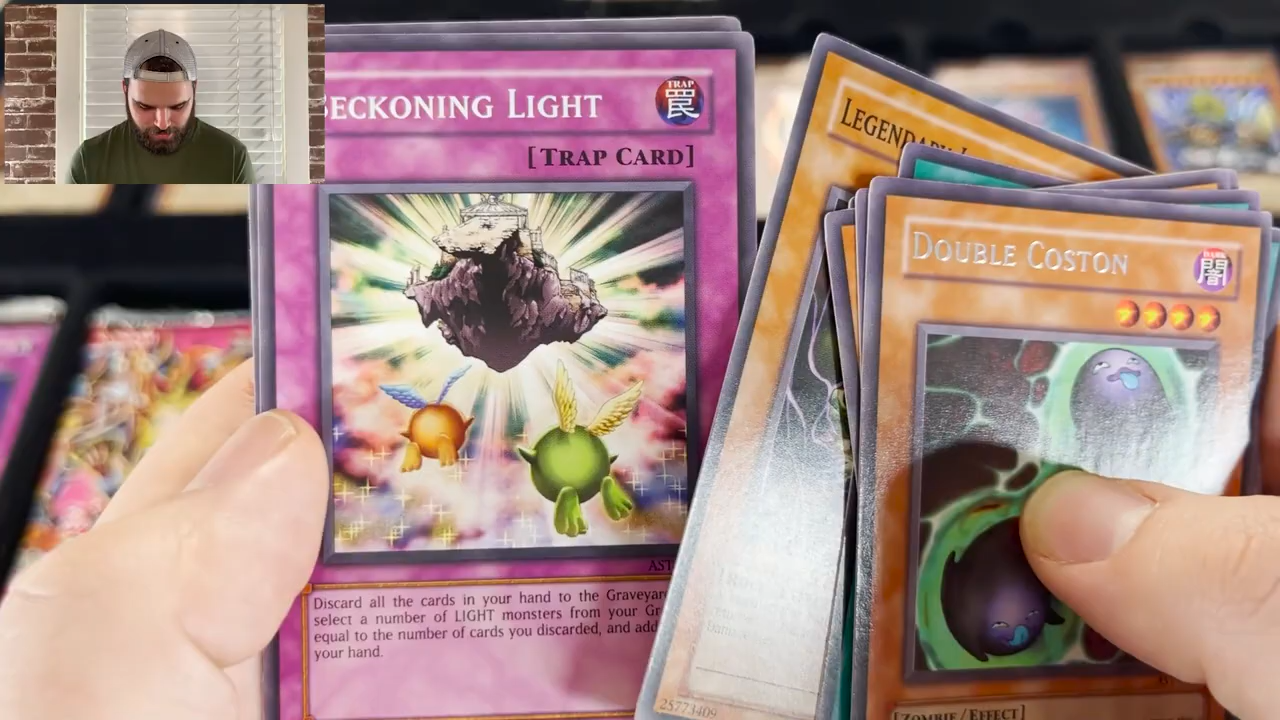 ECKONING LIGHT
TRAP
罠
[TRAP CARD]
AST
Discard all the cards in your hand to the Graveyard
select a number of LIGHT monsters from your Gr
equal to the number of cards you discarded, and add
your hand.
LEGENDARY
25773409
DOUBLE COSTON
DARK
闇
[ZOMBIE/EFFECT]